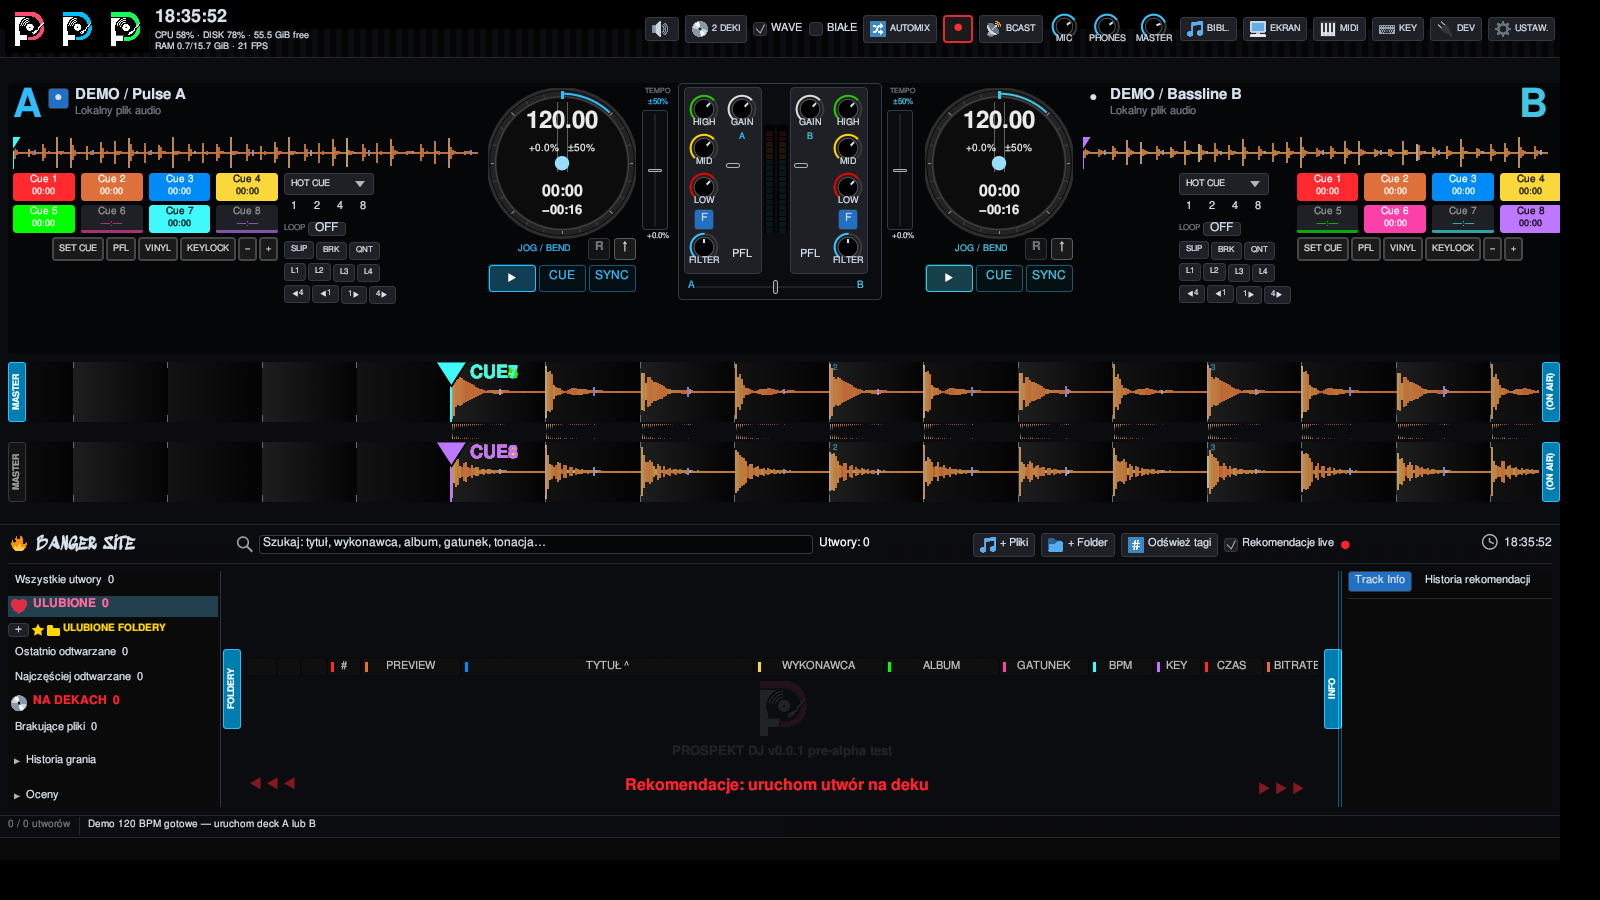 18:35:52
CPU 58% · DISK 78% · 55.5 GiB free
RAM 0.7/15.7 GiB · 21 FPS
2 DEKI
WAVE
BIAŁE
AUTOMIX
BCAST
MIC
PHONES
MASTER
BIBL.
EKRAN
MIDI
KEY
DEV
USTAW.
A
DEMO / Pulse A
Lokalny plik audio
Cue 1 00:00
Cue 2 00:00
Cue 3 00:00
Cue 4 00:00
Cue 5 00:00
Cue 6 —:—
Cue 7 00:00
Cue 8 —:—
SET CUE
PFL
VINYL
KEYLOCK
−
+
HOT CUE
1 2 4 8
LOOP OFF
SLIP BRK QNT
L1 L2 L3 L4
◀4 ◀1 1▶ 4▶
120.00
+0.0% ±50%
00:00
−00:16
JOG / BEND
R
↑
▶ CUE SYNC
TEMPO
±50%
+0.0%
HIGH GAIN
A
MID
LOW
F
FILTER
PFL
GAIN HIGH
B
MID
LOW
F
PFL
FILTER
A B
TEMPO
±50%
+0.0%
120.00
+0.0% ±50%
00:00
−00:16
JOG / BEND
R
↑
▶ CUE SYNC
DEMO / Bassline B
Lokalny plik audio
B
HOT CUE
1 2 4 8
LOOP OFF
SLIP BRK QNT
L1 L2 L3 L4
◀4 ◀1 1▶ 4▶
Cue 1 00:00
Cue 2 00:00
Cue 3 00:00
Cue 4 00:00
Cue 5 —:—
Cue 6 00:00
Cue 7 —:—
Cue 8 00:00
SET CUE
PFL
VINYL
KEYLOCK
−
+
MASTER
CUE
2
3
(ON AIR)
MASTER
CUE
2
3
(ON AIR)
BANGER SITE
Szukaj: tytuł, wykonawca, album, gatunek, tonacja…
Utwory: 0
+ Pliki
+ Folder
# Odśwież tagi
Rekomendacje live
18:35:52
Wszystkie utwory 0
ULUBIONE 0
+ ULUBIONE FOLDERY
Ostatnio odtwarzane 0
Najczęściej odtwarzane 0
NA DEKACH 0
Brakujące pliki 0
▶ Historia grania
▶ Oceny
FOLDERY
# PREVIEW TYTUŁ ^ WYKONAWCA ALBUM GATUNEK BPM KEY CZAS BITRATE
PROSPEKT DJ v0.0.1 pre-alpha test
Rekomendacje: uruchom utwór na deku
INFO
Track Info
Historia rekomendacji
0 / 0 utworów
Demo 120 BPM gotowe — uruchom deck A lub B